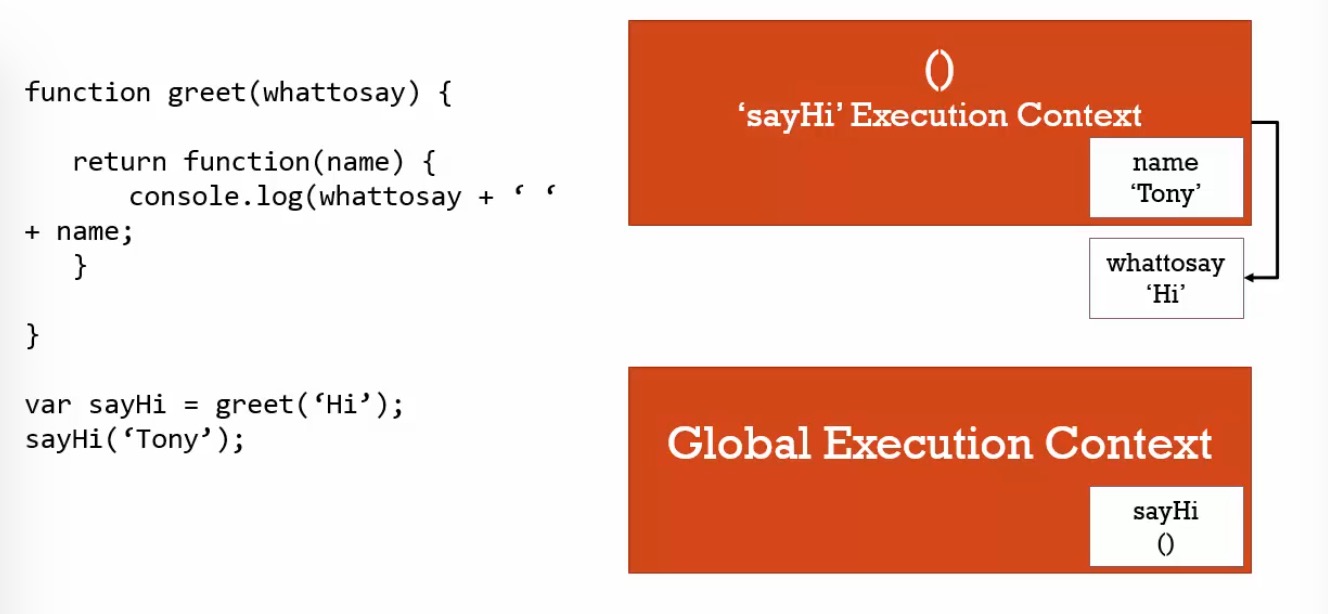 function greet(whattosay) {
return function(name) {
console.log(whattosay + ‘ ‘
+ name;
}
}
var sayHi = greet(‘Hi’);
sayHi(‘Tony’);
()
‘sayHi’ Execution Context
name
‘Tony’
whattosay
‘Hi’
Global Execution Context
sayHi
()